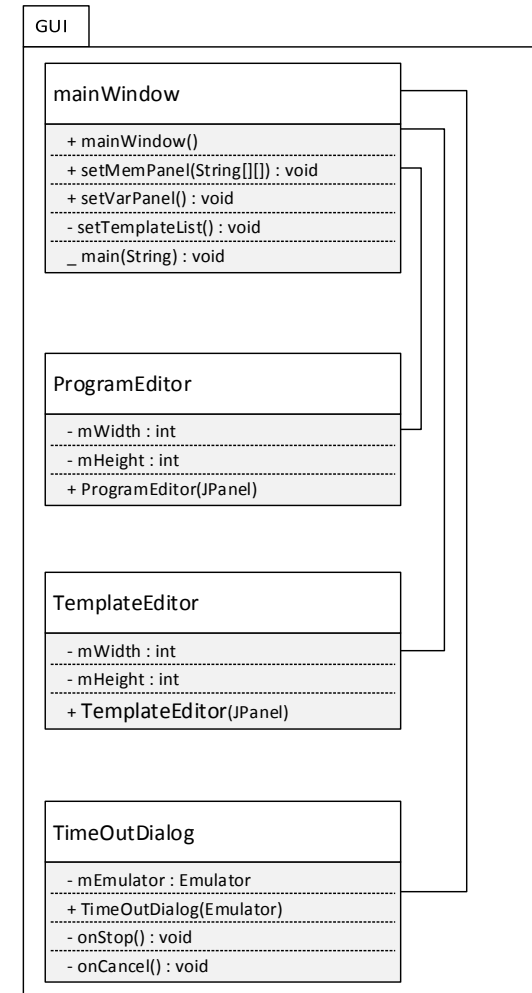 GUI
mainWindow
+ mainWindow()
+ setMemPanel(String[][]) : void
+ setVarPanel() : void
- setTemplateList() : void
_ main(String) : void
ProgramEditor
- mWidth : int
- mHeight : int
+ ProgramEditor(JPanel)
TemplateEditor
- mWidth : int
- mHeight : int
+ TemplateEditor(JPanel)
TimeOutDialog
- mEmulator : Emulator
+ TimeOutDialog(Emulator)
- onStop() : void
- onCancel() : void